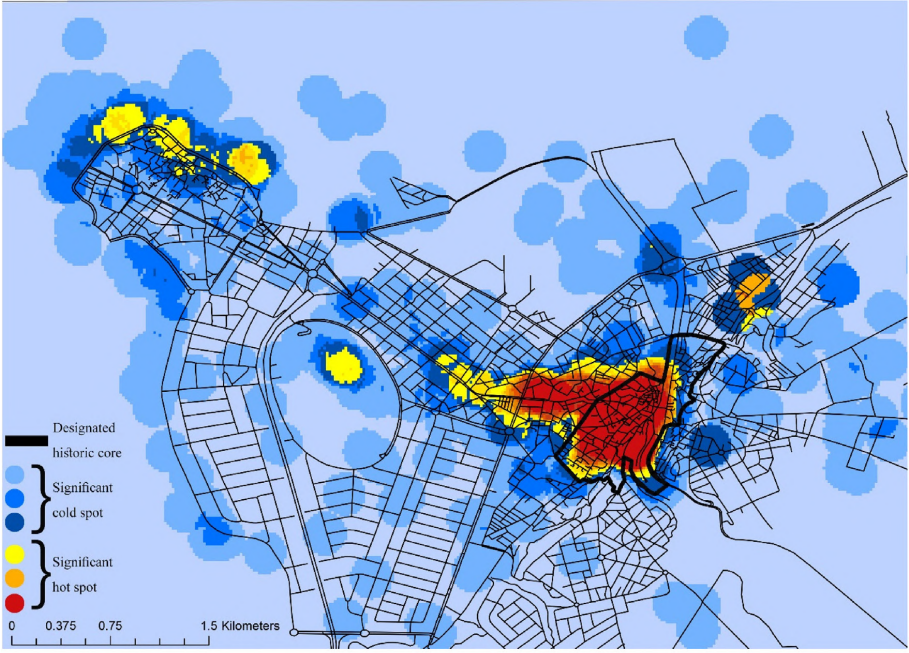 Designated
historic core
Significant
cold spot
Significant
hot spot
0 0.375 0.75 1.5 Kilometers